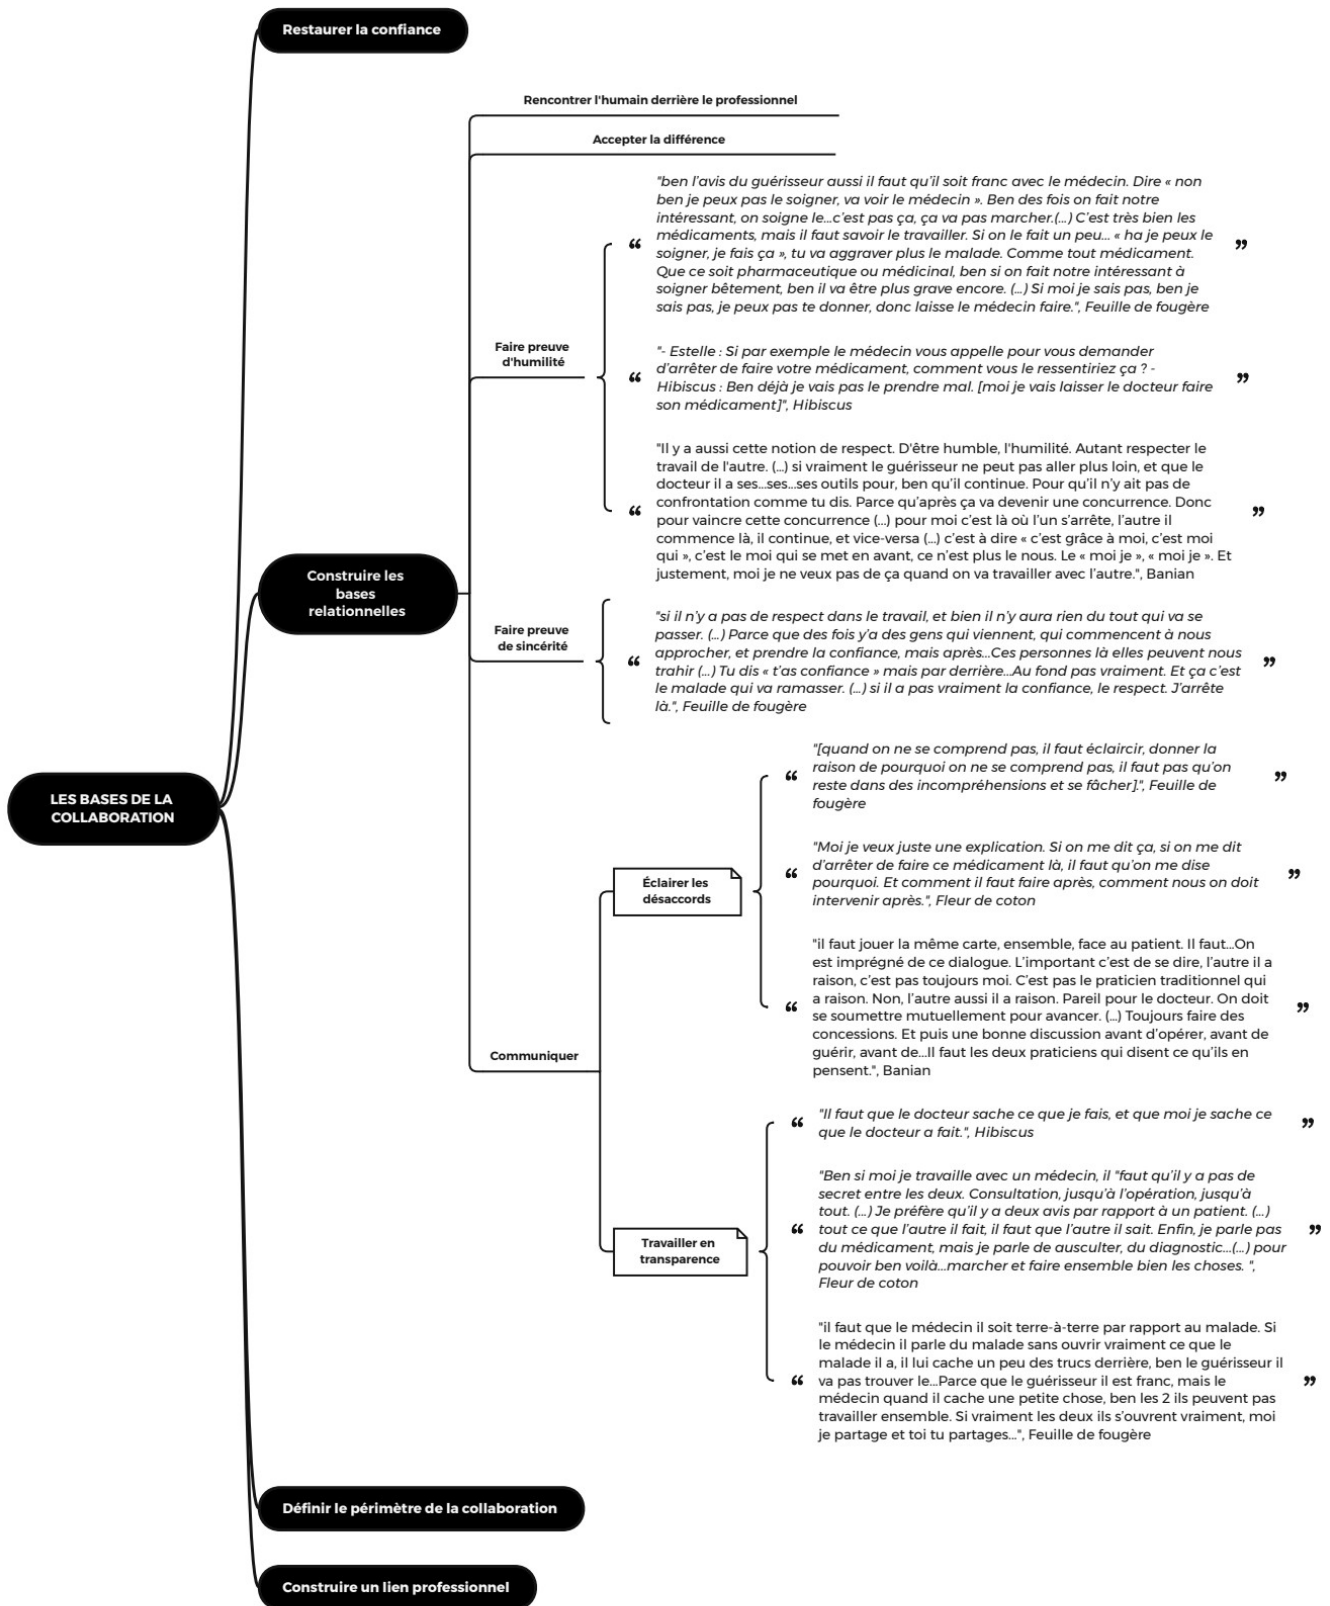 Restaurer la confiance
Rencontrer l'humain derrière le professionnel
Accepter la différence
"ben l'avis du guérisseur aussi il faut qu'il soit franc avec le médecin. Dire « non
ben je peux pas le soigner, va voir le médecin ». Ben des fois on fait notre
intéressant, on soigne le...c'est pas ça, ça va pas marcher.(...) C'est très bien les
médicaments, mais il faut savoir le travailler. Si on le fait un peu... « ha je peux le
soigner, je fais ça », tu va aggraver plus le malade. Comme tout médicament.
Que ce soit pharmaceutique ou médicinal, ben si on fait notre intéressant à
soigner bêtement, ben il va être plus grave encore. (...) Si moi je sais pas, ben je
sais pas, je peux pas te donner, donc laisse le médecin faire.", Feuille de fougère
Faire preuve
d'humilité
"- Estelle : Si par exemple le médecin vous appelle pour vous demander
d'arrêter de faire votre médicament, comment vous le ressentiriez ça ? -
Hibiscus : Ben déjà je vais pas le prendre mal. [moi je vais laisser le docteur faire
son médicament]", Hibiscus
"Il y a aussi cette notion de respect. D'être humble, l'humilité. Autant respecter le
travail de l'autre. (...) si vraiment le guérisseur ne peut pas aller plus loin, et que le
docteur il a ses...ses...ses outils pour, ben qu'il continue. Pour qu'il n'y ait pas de
confrontation comme tu dis. Parce qu'après ça va devenir une concurrence. Donc
pour vaincre cette concurrence (...) pour moi c'est là où l'un s'arrête, l'autre il
commence là, il continue, et vice-versa (...) c'est à dire « c'est grâce à moi, c'est moi
qui », c'est le moi qui se met en avant, ce n'est plus le nous. Le « moi je », « moi je ». Et
justement, moi je ne veux pas de ça quand on va travailler avec l'autre.", Banian
Construire les
bases
relationnelles
Faire preuve
de sincérité
"si il n'y a pas de respect dans le travail, et bien il n'y aura rien du tout qui va se
passer. (...) Parce que des fois y'a des gens qui viennent, qui commencent à nous
approcher, et prendre la confiance, mais après...Ces personnes là elles peuvent nous
trahir (...) Tu dis « t'as confiance » mais par derrière...Au fond pas vraiment. Et ça c'est
le malade qui va ramasser. (...) si il a pas vraiment la confiance, le respect. J'arrête
là.", Feuille de fougère
LES BASES DE LA
COLLABORATION
"[quand on ne se comprend pas, il faut éclaircir, donner la
raison de pourquoi on ne se comprend pas, il faut pas qu'on
reste dans des incompréhensions et se fâcher].", Feuille de
fougère
Éclairer les
désaccords
"Moi je veux juste une explication. Si on me dit ça, si on me dit
d'arrêter de faire ce médicament là, il faut qu'on me dise
pourquoi. Et comment il faut faire après, comment nous on doit
intervenir après.", Fleur de coton
"il faut jouer la même carte, ensemble, face au patient. Il faut...On
est imprégné de ce dialogue. L'important c'est de se dire, l'autre il a
raison, c'est pas toujours moi. C'est pas le praticien traditionnel qui
a raison. Non, l'autre aussi il a raison. Pareil pour le docteur. On doit
se soumettre mutuellement pour avancer. (...) Toujours faire des
concessions. Et puis une bonne discussion avant d'opérer, avant de
guérir, avant de...Il faut les deux praticiens qui disent ce qu'ils en
pensent.", Banian
Communiquer
"Il faut que le docteur sache ce que je fais, et que moi je sache ce
que le docteur a fait.", Hibiscus
"Ben si moi je travaille avec un médecin, il "faut qu'il y a pas de
secret entre les deux. Consultation, jusqu'à l'opération, jusqu'à
tout. (...) Je préfère qu'il y a deux avis par rapport à un patient. (...)
tout ce que l'autre il fait, il faut que l'autre il sait. Enfin, je parle pas
du médicament, mais je parle de ausculter, du diagnostic...(...) pour
pouvoir ben voilà...marcher et faire ensemble bien les choses. ",
Fleur de coton
Travailler en
transparence
"il faut que le médecin il soit terre-à-terre par rapport au malade. Si
le médecin il parle du malade sans ouvrir vraiment ce que le
malade il a, il lui cache un peu des trucs derrière, ben le guérisseur il
va pas trouver le...Parce que le guérisseur il est franc, mais le
médecin quand il cache une petite chose, ben les 2 ils peuvent pas
travailler ensemble. Si vraiment les deux ils s'ouvrent vraiment, moi
je partage et toi tu partages...", Feuille de fougère
Définir le périmètre de la collaboration
Construire un lien professionnel